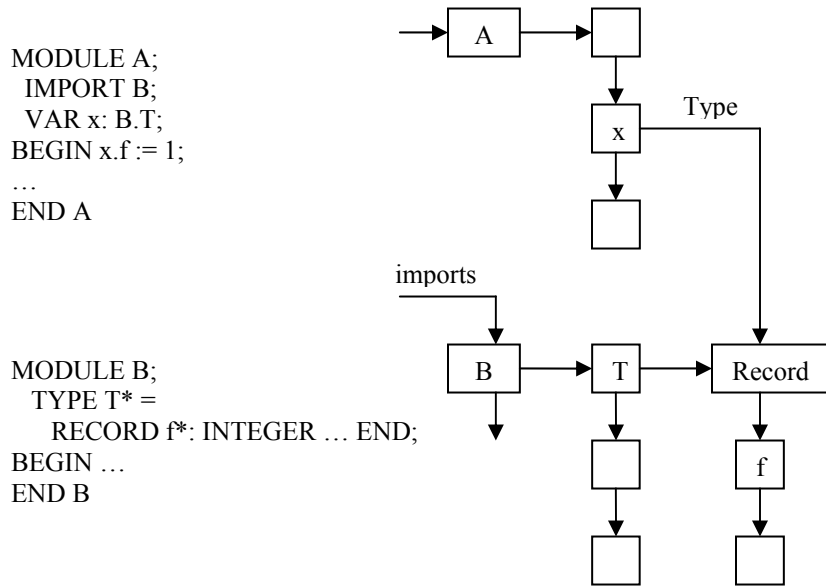 MODULE A;
IMPORT B;
VAR x: B.T;
BEGIN x.f := 1;
…
END A
A
x
Type
imports
MODULE B;
TYPE T* =
RECORD f*: INTEGER … END;
BEGIN …
END B
B
T
Record
f